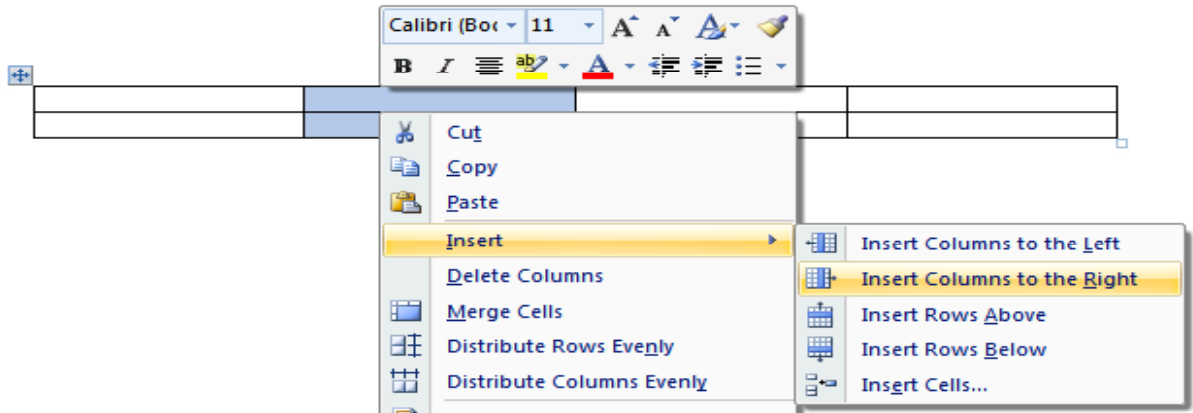 Calibri (Boc 11 A A A
B I ab A
Cut
Copy
Paste
Insert
Delete Columns
Merge Cells
Distribute Rows Evenly
Distribute Columns Evenly
Insert Columns to the Left
Insert Columns to the Right
Insert Rows Above
Insert Rows Below
Insert Cells...